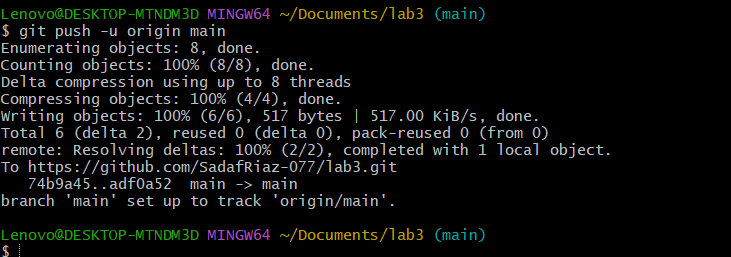 Lenovo@DESKTOP-MTNDM3D MINGW64 ~/Documents/lab3 (main)
$ git push -u origin main
Enumerating objects: 8, done.
Counting objects: 100% (8/8), done.
Delta compression using up to 8 threads
Compressing objects: 100% (4/4), done.
Writing objects: 100% (6/6), 517 bytes | 517.00 KiB/s, done.
Total 6 (delta 2), reused 0 (delta 0), pack-reused 0 (from 0)
remote: Resolving deltas: 100% (2/2), completed with 1 local object.
To https://github.com/SadafRiaz-077/lab3.git
   74b9a45..adf0a52  main -> main
branch 'main' set up to track 'origin/main'.
Lenovo@DESKTOP-MTNDM3D MINGW64 ~/Documents/lab3 (main)
$